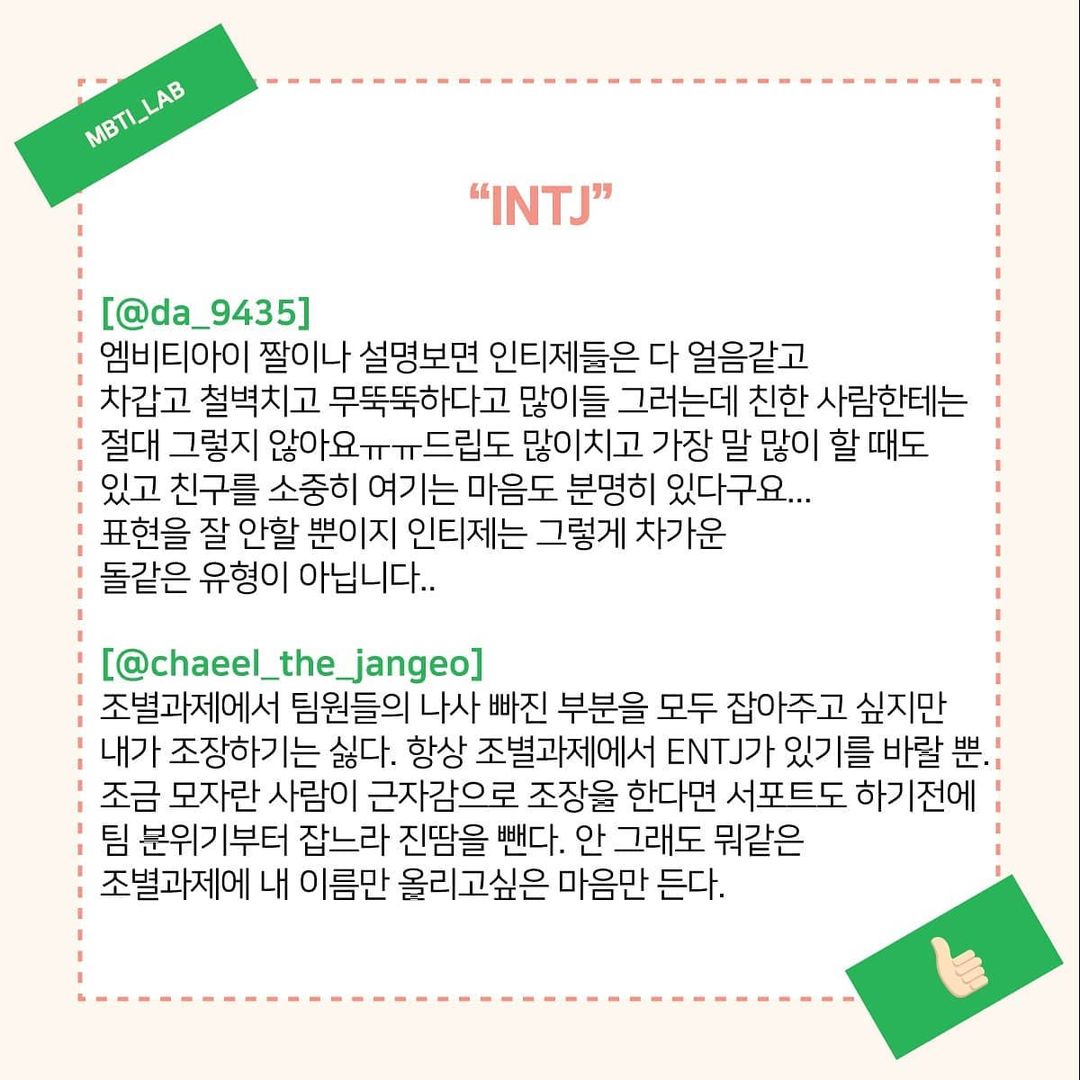 MBTI_LAB
“INTJ”
[@da_9435]
엠비티아이 짤이나 설명보면 인티제들은 다 얼음같고
차갑고 철벽치고 무뚝뚝하다고 많이들 그러는데 친한 사람한테는
절대 그렇지 않아요ㅠㅠ드립도 많이치고 가장 말 많이 할 때도
있고 친구를 소중히 여기는 마음도 분명히 있다구요...
표현을 잘 안할 뿐이지 인티제는 그렇게 차가운
돌같은 유형이 아닙니다..
[@chaeel_the_jangeo]
조별과제에서 팀원들의 나사 빠진 부분을 모두 잡아주고 싶지만
내가 조장하기는 싫다. 항상 조별과제에서 ENTJ가 있기를 바랄 뿐.
조금 모자란 사람이 근자감으로 조장을 한다면 서포트도 하기전에
팀 분위기부터 잡느라 진땀을 뺀다. 안 그래도 뭐같은
조별과제에 내 이름만 올리고싶은 마음만 든다.